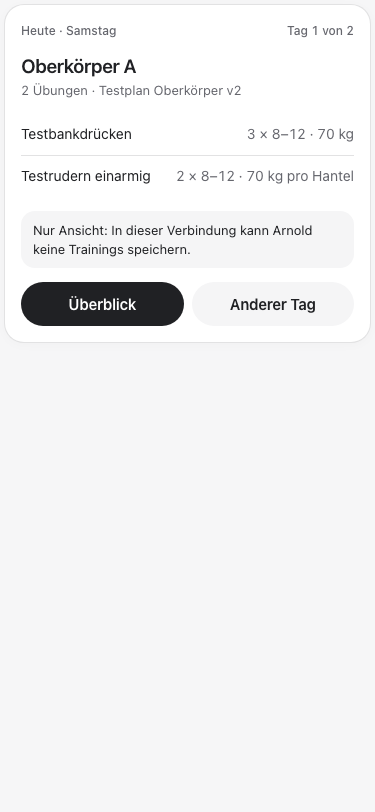 Heute · Samstag
Tag 1 von 2
Oberkörper A
2 Übungen · Testplan Oberkörper v2
Testbankdrücken
3 × 8–12 · 70 kg
Testrudern einarmig
2 × 8–12 · 70 kg pro Hantel
Nur Ansicht: In dieser Verbindung kann Arnold
keine Trainings speichern.
Überblick
Anderer Tag